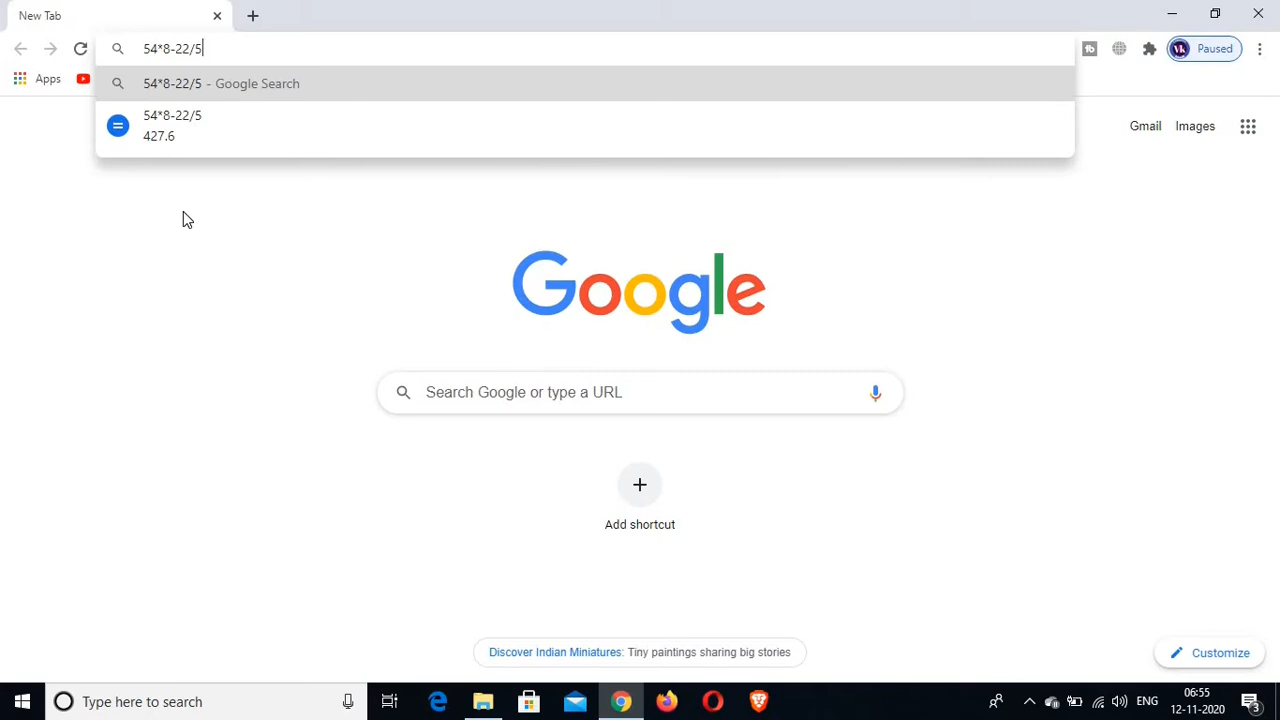 New Tab
54*8-22/5
Vk Paused
Apps
54*8-22/5 - Google Search
54*8-22/5
427.6
Gmail Images
Google
Search Google or type a URL
Add shortcut
Discover Indian Miniatures: Tiny paintings sharing big stories
Customize
Type here to search
ENG
06:55
12-11-2020
3